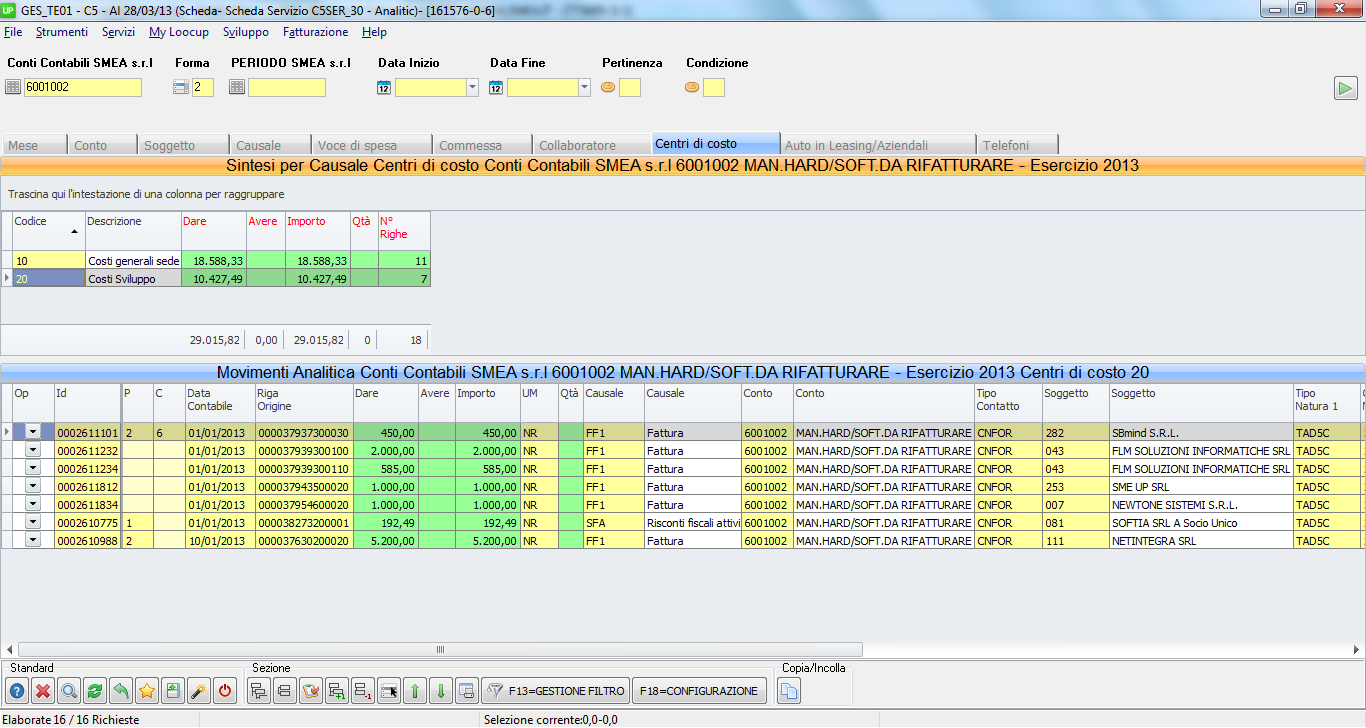 UP GES_TE01 - C5 - Al 28/03/13 (Scheda- Scheda Servizio C5SER_30 - Analitic)- [161576-0-6]
File Strumenti Servizi My Loocup Sviluppo Fatturazione Help
Conti Contabili SMEA s.r.l Forma PERIODO SMEA s.r.l Data Inizio Data Fine Pertinenza Condizione
6001002 2 12 12
Mese Conto Soggetto Causale Voce di spesa Commessa Collaboratore Centri di costo Auto in Leasing/Aziendali Telefoni
Sintesi per Causale Centri di costo Conti Contabili SMEA s.r.l 6001002 MAN.HARD/SOFT.DA RIFATTURARE - Esercizio 2013
Trascina qui l'intestazione di una colonna per raggruppare
Codice Descrizione Dare Avere Importo Qtà N°
Righe
10 Costi generali sede 18.588,33 18.588,33 11
20 Costi Sviluppo 10.427,49 10.427,49 7
29.015,82 0,00 29.015,82 0 18
Movimenti Analitica Conti Contabili SMEA s.r.l 6001002 MAN.HARD/SOFT.DA RIFATTURARE - Esercizio 2013 Centri di costo 20
Op Id P C Data Riga Dare Avere Importo UM Qtà Causale Causale Conto Conto Tipo Soggetto Soggetto Tipo
Contabile Origine Contatto Natura 1
0002611101 2 6 01/01/2013 000037937300030 450,00 450,00 NR FF1 Fattura 6001002 MAN.HARD/SOFT.DA RIFATTURARE CNFOR 282 SBmind S.R.L. TAD5C
0002611232 01/01/2013 000037939300100 2.000,00 2.000,00 NR FF1 Fattura 6001002 MAN.HARD/SOFT.DA RIFATTURARE CNFOR 043 FLM SOLUZIONI INFORMATICHE SRL TAD5C
0002611234 01/01/2013 000037939300110 585,00 585,00 NR FF1 Fattura 6001002 MAN.HARD/SOFT.DA RIFATTURARE CNFOR 043 FLM SOLUZIONI INFORMATICHE SRL TAD5C
0002611812 01/01/2013 000037943500020 1.000,00 1.000,00 NR FF1 Fattura 6001002 MAN.HARD/SOFT.DA RIFATTURARE CNFOR 253 SME UP SRL TAD5C
0002611834 01/01/2013 000037954600020 1.000,00 1.000,00 NR FF1 Fattura 6001002 MAN.HARD/SOFT.DA RIFATTURARE CNFOR 007 NEWTONE SISTEMI S.R.L. TAD5C
0002610775 1 01/01/2013 000038273200001 192,49 192,49 NR SFA Risconti fiscali attivi 6001002 MAN.HARD/SOFT.DA RIFATTURARE CNFOR 081 SOFTIA SRL A Socio Unico TAD5C
0002610988 2 10/01/2013 000037630200020 5.200,00 5.200,00 NR FF1 Fattura 6001002 MAN.HARD/SOFT.DA RIFATTURARE CNFOR 111 NETINTEGRA SRL TAD5C
Standard Sezione Copia/Incolla
F13=GESTIONE FILTRO F18=CONFIGURAZIONE
Elaborate 16 / 16 Richieste Selezione corrente:0,0-0,0